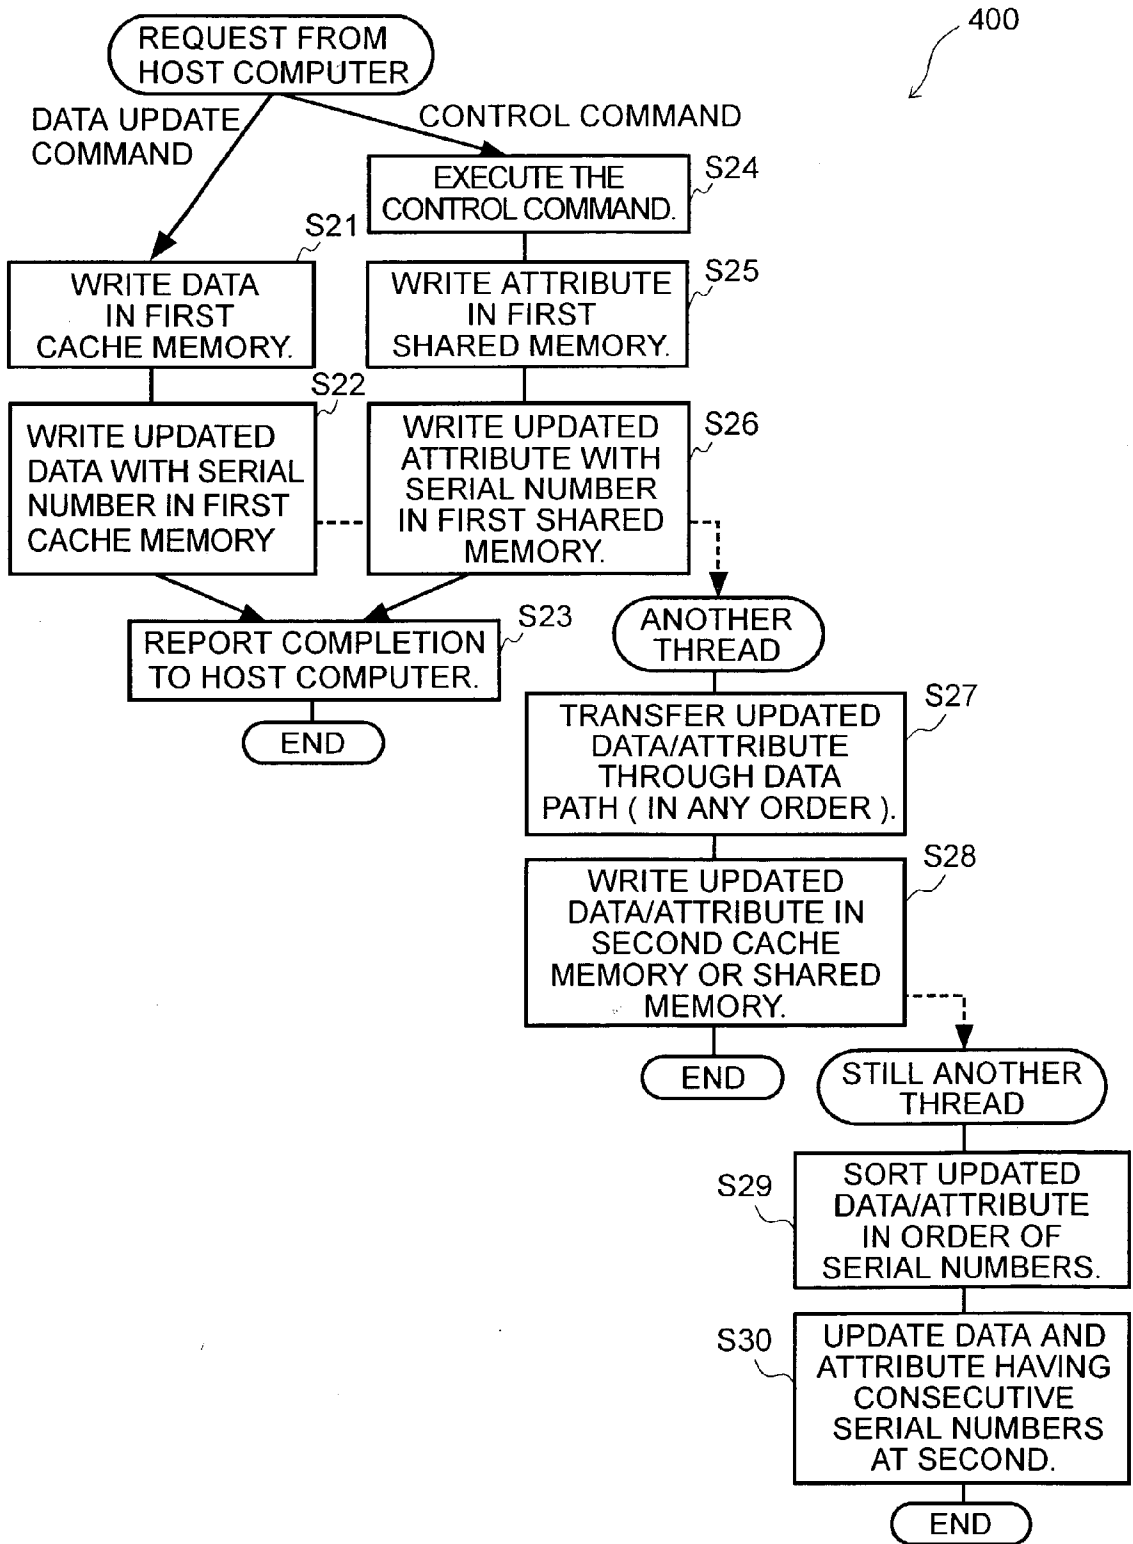 400
REQUEST FROM
HOST COMPUTER
DATA UPDATE
COMMAND
CONTROL COMMAND
S24
EXECUTE THE
CONTROL COMMAND.
S21
WRITE DATA
IN FIRST
CACHE MEMORY.
S25
WRITE ATTRIBUTE
IN FIRST
SHARED MEMORY.
S22
WRITE UPDATED
DATA WITH SERIAL
NUMBER IN FIRST
CACHE MEMORY
S26
WRITE UPDATED
ATTRIBUTE WITH
SERIAL NUMBER
IN FIRST SHARED
MEMORY.
S23
REPORT COMPLETION
TO HOST COMPUTER.
END
ANOTHER
THREAD
S27
TRANSFER UPDATED
DATA/ATTRIBUTE
THROUGH DATA
PATH ( IN ANY ORDER ).
S28
WRITE UPDATED
DATA/ATTRIBUTE IN
SECOND CACHE
MEMORY OR SHARED
MEMORY.
END
STILL ANOTHER
THREAD
S29
SORT UPDATED
DATA/ATTRIBUTE
IN ORDER OF
SERIAL NUMBERS.
S30
UPDATE DATA AND
ATTRIBUTE HAVING
CONSECUTIVE
SERIAL NUMBERS
AT SECOND.
END